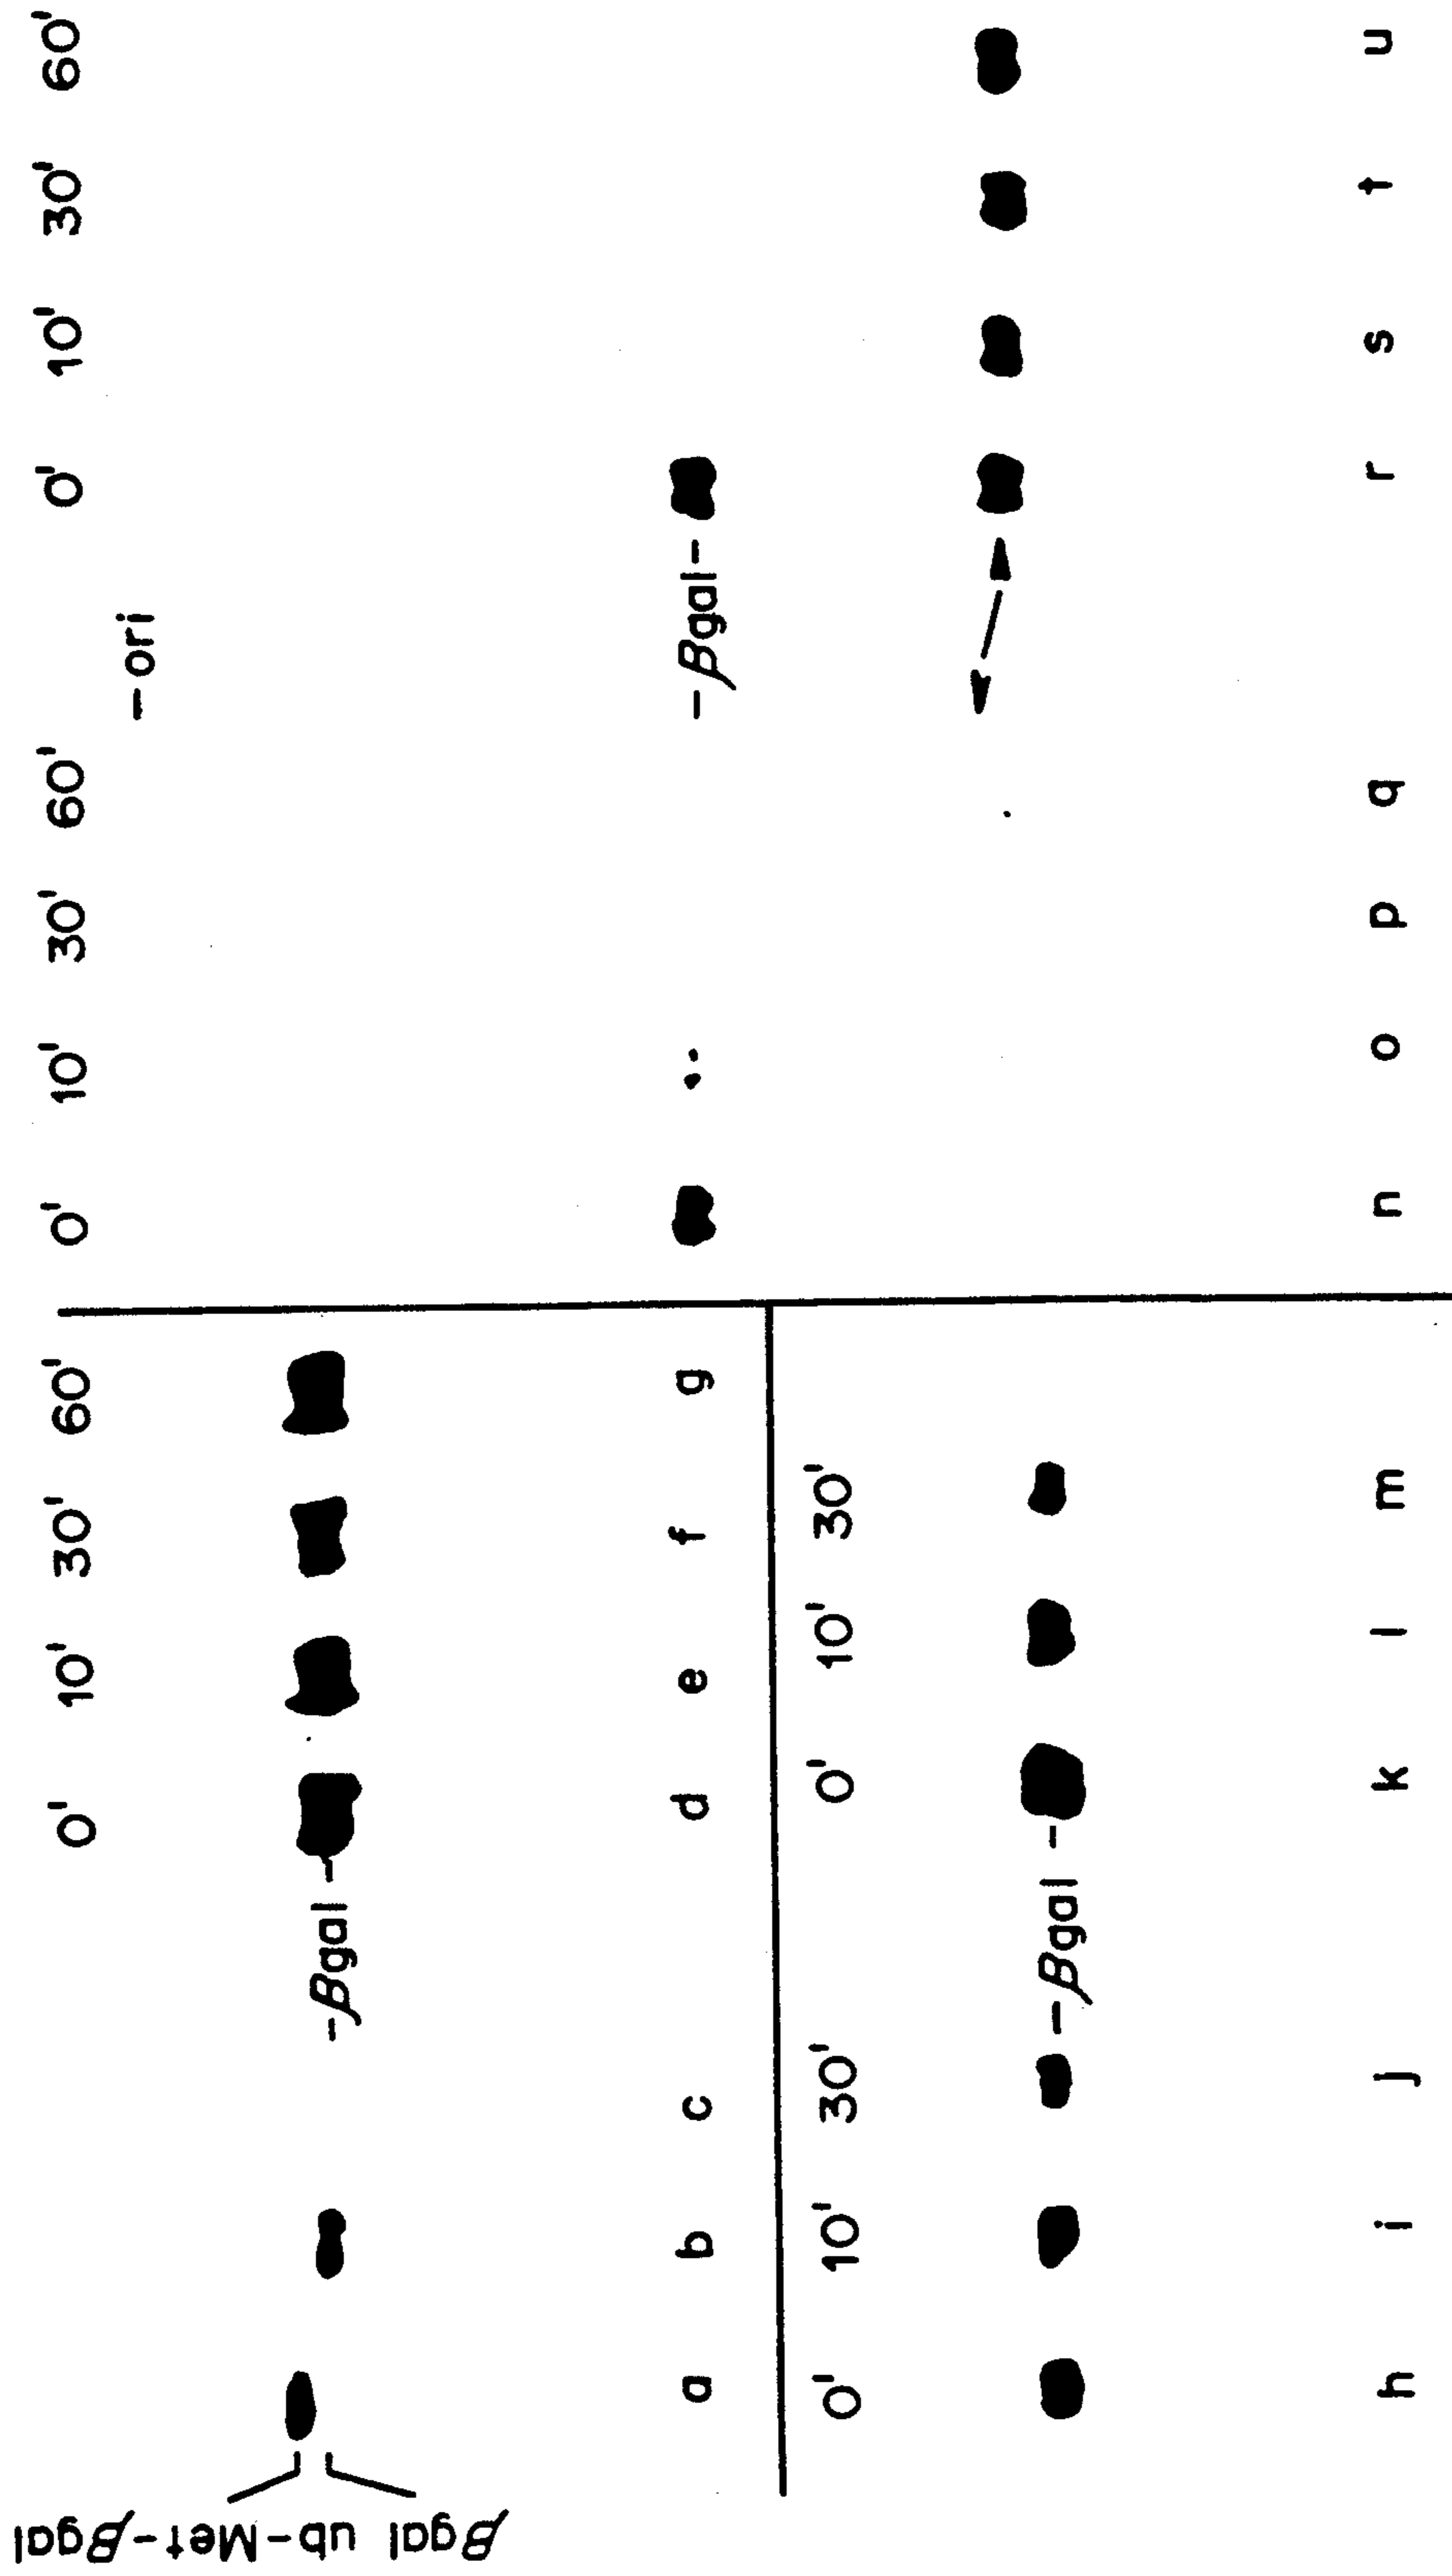 βgal ub-Met-βgal
0' 10' 30' 60' 0' 10' 30' 60' 0' 10' 30' 60'
-ori
-βgal-
-βgal-
a b c d e f g
0' 10' 30' 0' 10' 30'
-βgal-
h i j k l m n o p q r s t u